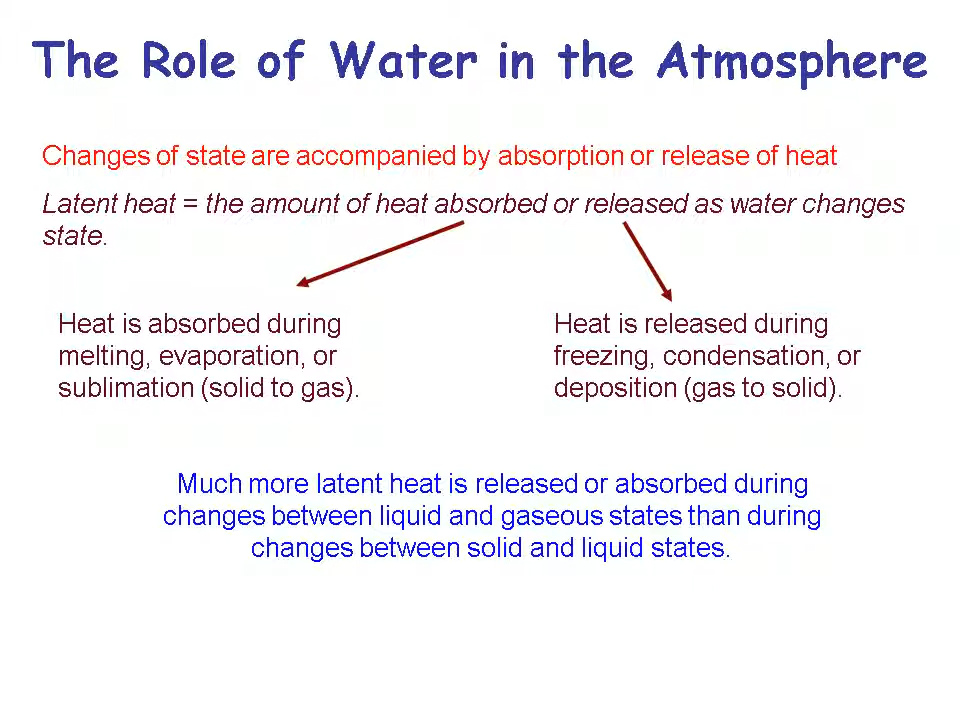 The Role of Water in the Atmosphere
Changes of state are accompanied by absorption or release of heat
Latent heat = the amount of heat absorbed or released as water changes
state.
Heat is absorbed during
melting, evaporation, or
sublimation (solid to gas).
Heat is released during
freezing, condensation, or
deposition (gas to solid).
Much more latent heat is released or absorbed during
changes between liquid and gaseous states than during
changes between solid and liquid states.